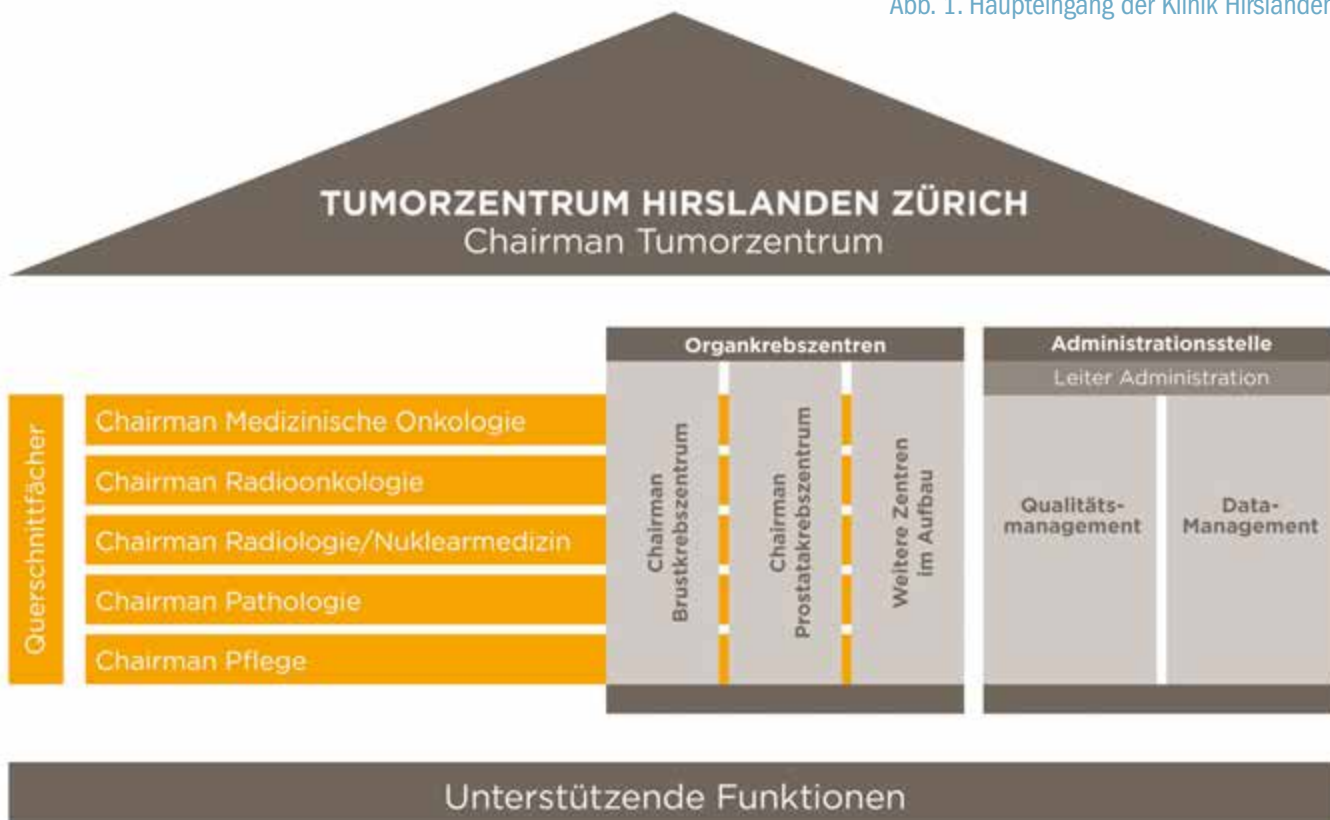 Abb. 1. Haupteingang der Klinik Hirslanden
TUMORZENTRUM HIRSLANDEN ZÜRICH
Chairman Tumorzentrum
Querschnittfächer
Chairman Medizinische Onkologie
Chairman Radioonkologie
Chairman Radiologie/Nuklearmedizin
Chairman Pathologie
Chairman Pflege
Organkrebszentren
Chairman
Brustkrebszentrum
Chairman
Prostatakrebszentrum
Weitere Zentren
im Aufbau
Administrationsstelle
Leiter Administration
Qualitäts-
management
Data-
Management
Unterstützende Funktionen